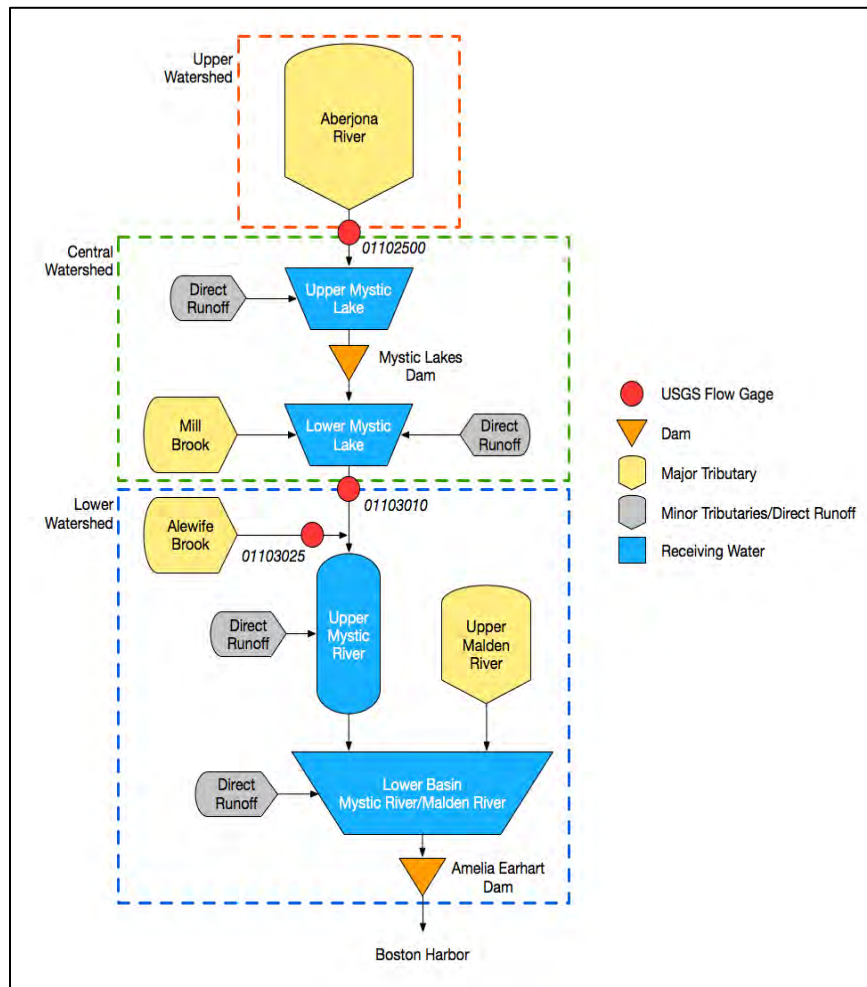 Upper
Watershed
Aberjona
River
01102500
Central
Watershed
Direct
Runoff
Upper Mystic
Lake
Mystic Lakes
Dam
Mill
Brook
Lower Mystic
Lake
Direct
Runoff
Lower
Watershed
01103010
Alewife
Brook
01103025
Direct
Runoff
Upper
Mystic
River
Upper
Malden
River
Direct
Runoff
Lower Basin
Mystic River/Malden River
Amelia Earhart
Dam
Boston Harbor
USGS Flow Gage
Dam
Major Tributary
Minor Tributaries/Direct Runoff
Receiving Water